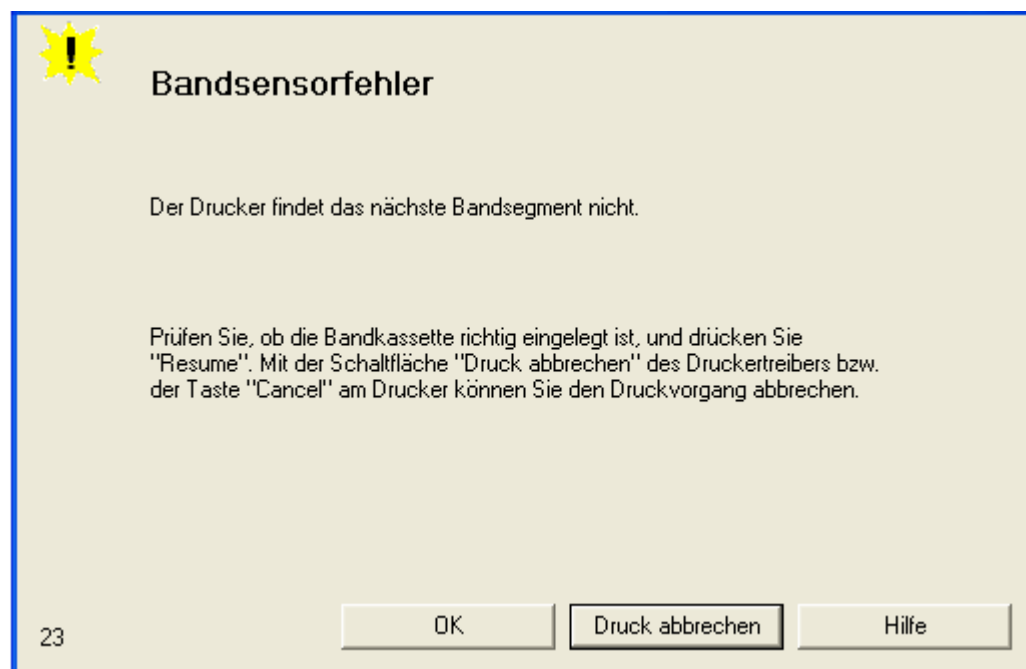 Bandsensorfehler
Der Drucker findet das nächste Bandsegment nicht.
Prüfen Sie, ob die Bandkassette richtig eingelegt ist, und drücken Sie
"Resume". Mit der Schaltfläche "Druck abbrechen" des Druckertreibers bzw.
der Taste "Cancel" am Drucker können Sie den Druckvorgang abbrechen.
23 OK Druck abbrechen Hilfe